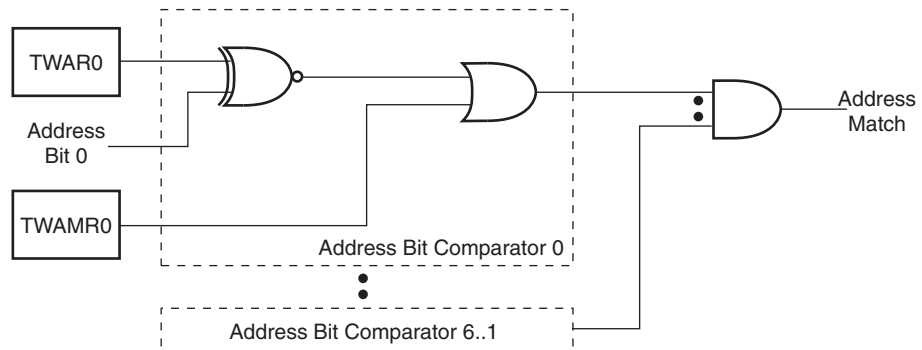 TWAR0
Address
Bit 0
TWAMR0
Address Bit Comparator 0
Address Bit Comparator 6..1
Address
Match